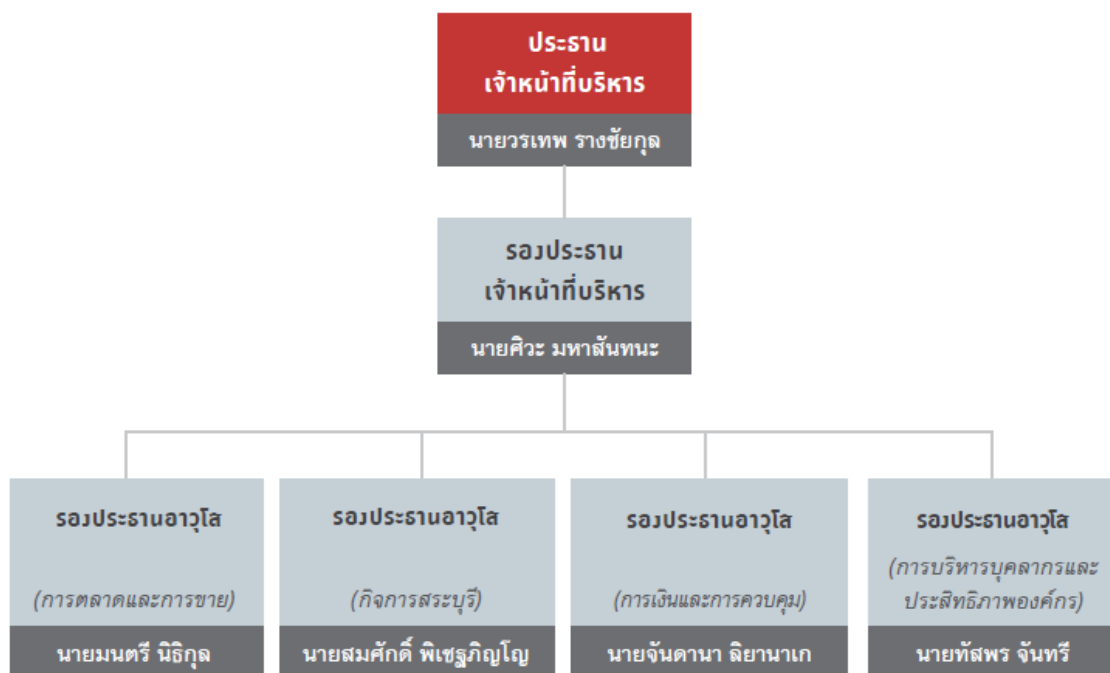 ประธาน
เจ้าหน้าที่บริหาร
นายวรเทพ รางชัยกุล
รองประธาน
เจ้าหน้าที่บริหาร
นายศิวะ มหาสันทนะ
รองประธานอาวุโส
(การตลาดและการขาย)
นายมนตรี นิธิกุล
รองประธานอาวุโส
(กิจการสระบุรี)
นายสมศักดิ์ พิเชฐภิญโญ
รองประธานอาวุโส
(การเงินและการควบคุม)
นายจันดานา ลิยานาเก
รองประธานอาวุโส
(การบริหารบุคลากรและ
ประสิทธิภาพองค์กร)
นายทัสพร จันทรี